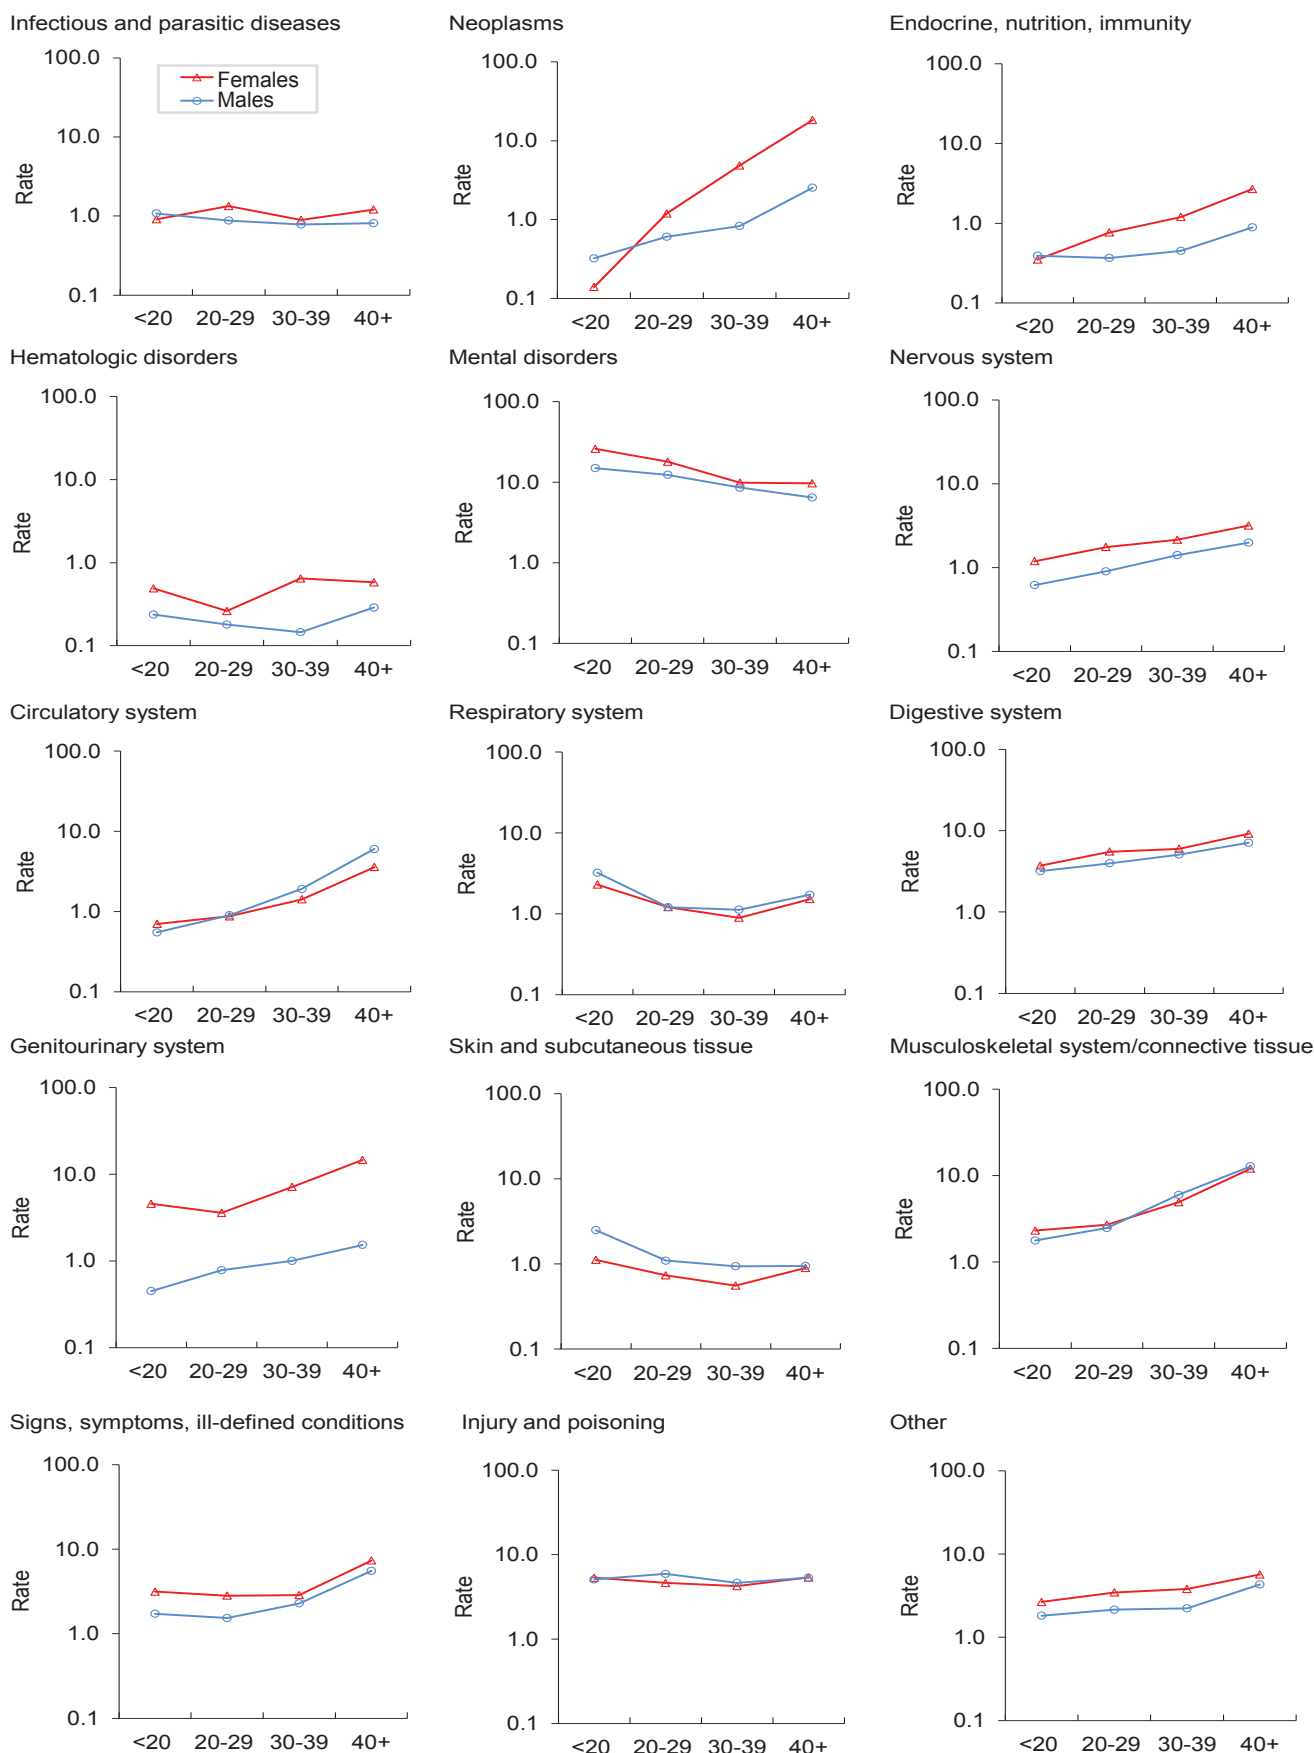 Infectious and parasitic diseases
100.0
Females
Males
10.0
Rate
1.0
0.1
<20 20-29 30-39 40+
Neoplasms
100.0
10.0
Rate
1.0
0.1
<20 20-29 30-39 40+
Endocrine, nutrition, immunity
100.0
10.0
Rate
1.0
0.1
<20 20-29 30-39 40+
Hematologic disorders
100.0
10.0
Rate
1.0
0.1
<20 20-29 30-39 40+
Mental disorders
100.0
10.0
Rate
1.0
0.1
<20 20-29 30-39 40+
Nervous system
100.0
10.0
Rate
1.0
0.1
<20 20-29 30-39 40+
Circulatory system
100.0
10.0
Rate
1.0
0.1
<20 20-29 30-39 40+
Respiratory system
100.0
10.0
Rate
1.0
0.1
<20 20-29 30-39 40+
Digestive system
100.0
10.0
Rate
1.0
0.1
<20 20-29 30-39 40+
Genitourinary system
100.0
10.0
Rate
1.0
0.1
<20 20-29 30-39 40+
Skin and subcutaneous tissue
100.0
10.0
Rate
1.0
0.1
<20 20-29 30-39 40+
Musculoskeletal system/connective tissue
100.0
10.0
Rate
1.0
0.1
<20 20-29 30-39 40+
Signs, symptoms, ill-defined conditions
100.0
10.0
Rate
1.0
0.1
<20 20-29 30-39 40+
Injury and poisoning
100.0
10.0
Rate
1.0
0.1
<20 20-29 30-39 40+
Other
100.0
10.0
Rate
1.0
0.1
<20 20-29 30-39 40+